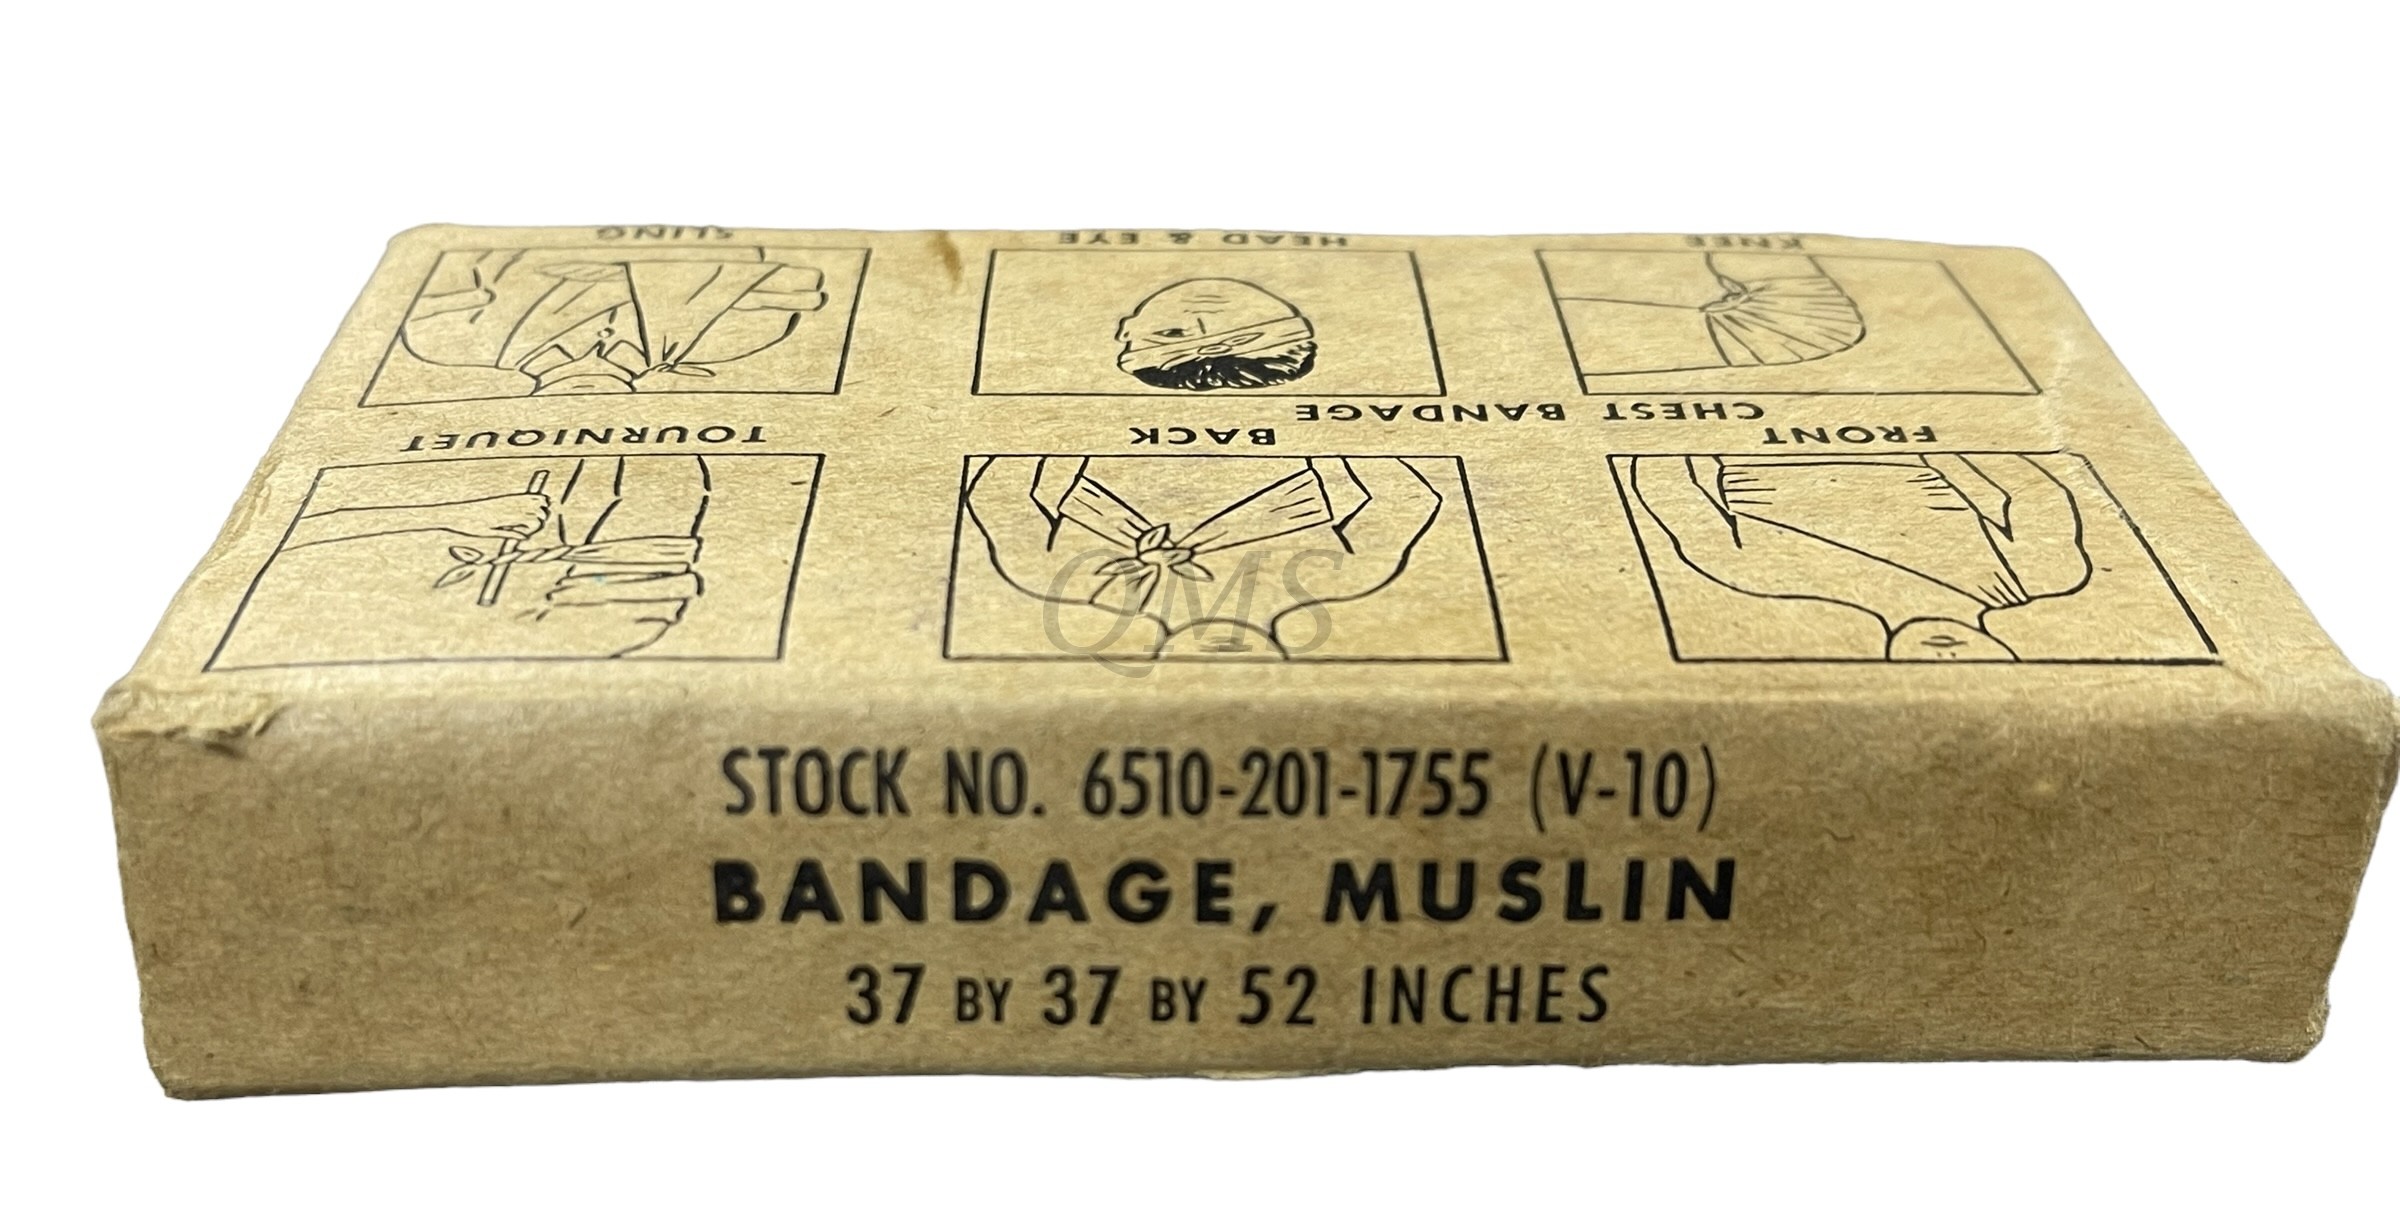 KNEE
HEAD & EYE
SLING
CHEST BANDAGE
FRONT
BACK
TOURNIQUET
QMS
STOCK NO. 6510-201-1755 (V-10)
BANDAGE, MUSLIN
37 BY 37 BY 52 INCHES